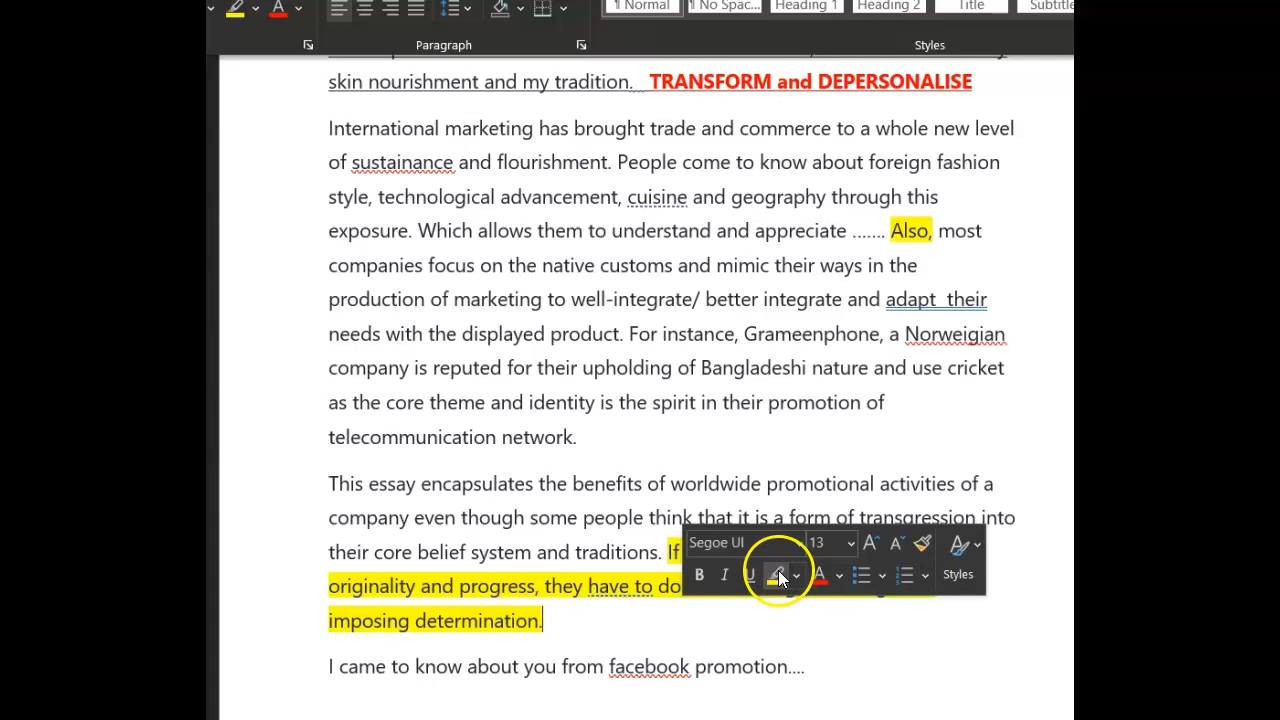 ¶ Normal ¶ No Spac... Heading 1 Heading 2 Title Subtitle
Paragraph Styles
skin nourishment and my tradition. TRANSFORM and DEPERSONALISE
International marketing has brought trade and commerce to a whole new level
of sustainance and flourishment. People come to know about foreign fashion
style, technological advancement, cuisine and geography through this
exposure. Which allows them to understand and appreciate ....... Also, most
companies focus on the native customs and mimic their ways in the
production of marketing to well-integrate/ better integrate and adapt their
needs with the displayed product. For instance, Grameenphone, a Norweigian
company is reputed for their upholding of Bangladeshi nature and use cricket
as the core theme and identity is the spirit in their promotion of
telecommunication network.
This essay encapsulates the benefits of worldwide promotional activities of a
company even though some people think that it is a form of transgression into
their core belief system and traditions. If
Segoe UI 13
originality and progress, they have to do
B I U A Styles
imposing determination.
I came to know about you from facebook promotion....